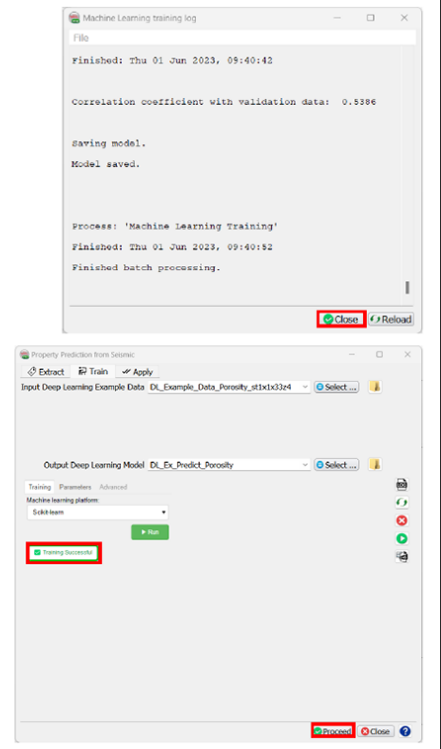 Machine Learning training log
File
Finished: Thu 01 Jun 2023, 09:40:42
Correlation coefficient with validation data: 0.5386
Saving model.
Model saved.
Process: 'Machine Learning Training'
Finished: Thu 01 Jun 2023, 09:40:52
Finished batch processing.
Close Reload
Property Prediction from Seismic
Extract Train Apply
Input Deep Learning Example Data DL_Example_Data_Porosity_st1x1x33z4 Select ...
Output Deep Learning Model DL_Ex_Predict_Porosity Select ...
Training Parameters Advanced
Machine learning platform:
Scikit-learn
Run
Training Successful
Proceed Close ?